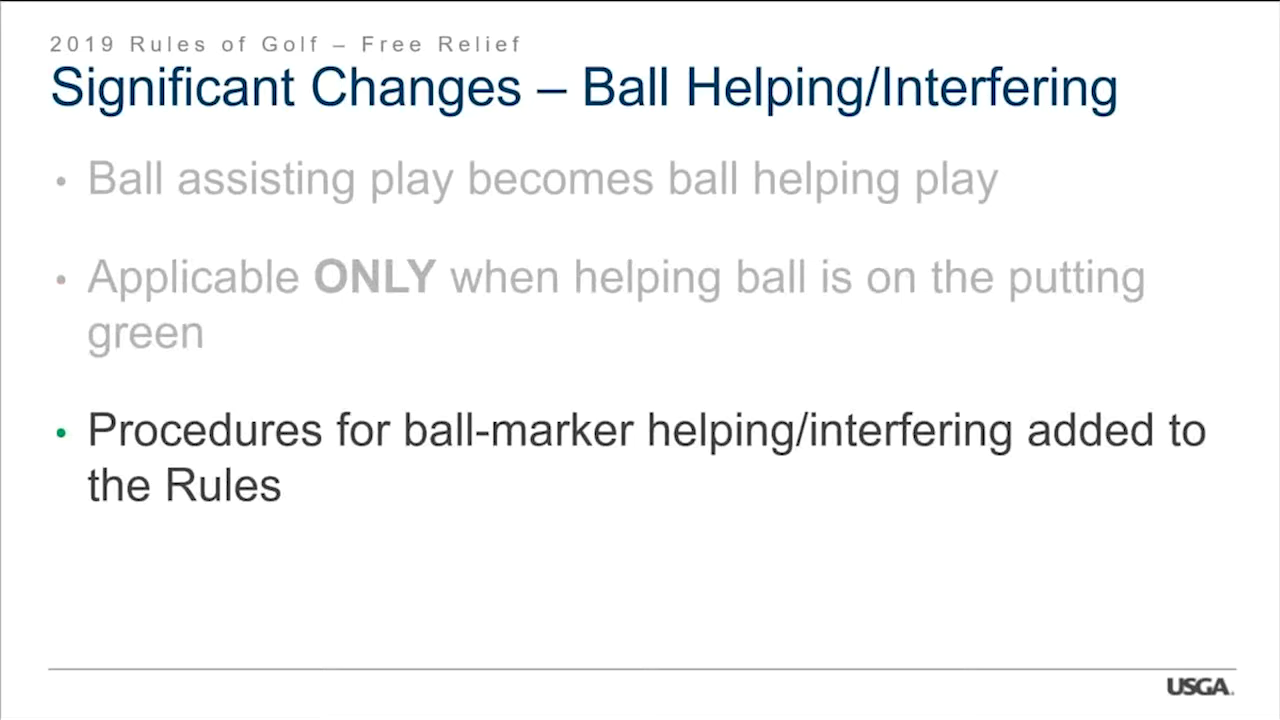 2019 Rules of Golf – Free Relief
Significant Changes – Ball Helping/Interfering
• Ball assisting play becomes ball helping play
• Applicable ONLY when helping ball is on the putting
green
• Procedures for ball-marker helping/interfering added to
the Rules
USGA.